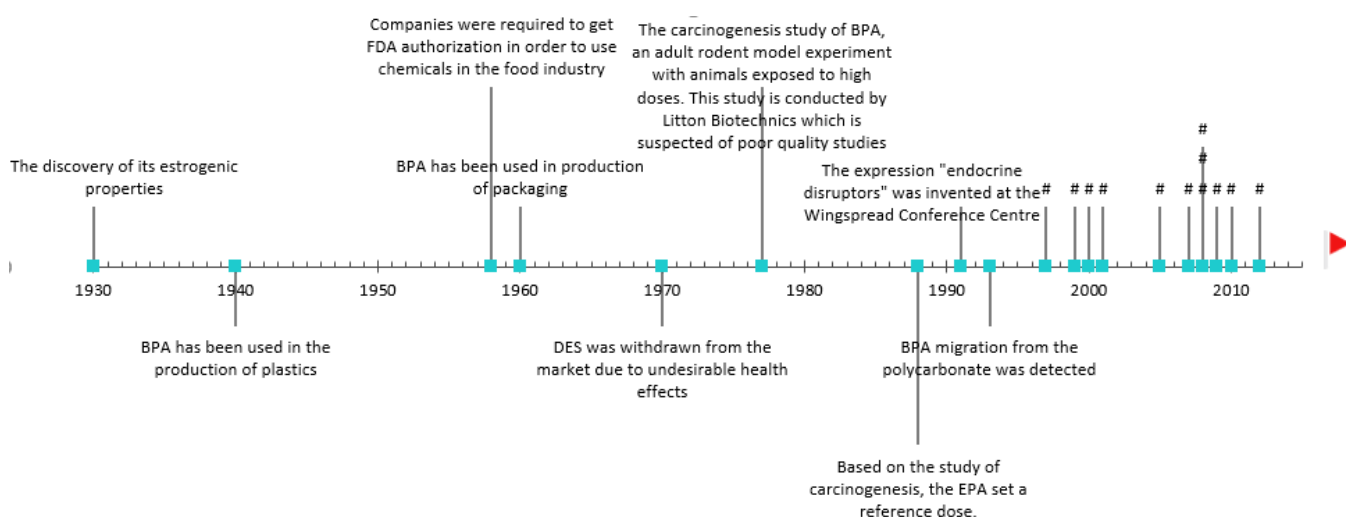 Companies were required to get
FDA authorization in order to use
chemicals in the food industry
The carcinogenesis study of BPA,
an adult rodent model experiment
with animals exposed to high
doses. This study is conducted by
Litton Biotechnics which is
suspected of poor quality studies
The discovery of its estrogenic
properties
BPA has been used in production
of packaging
The expression "endocrine
disruptors" was invented at the
Wingspread Conference Centre
#
#
# # # # # # # # # #
1930 1940 1950 1960 1970 1980 1990 2000 2010
BPA has been used in the
production of plastics
DES was withdrawn from the
market due to undesirable health
effects
BPA migration from the
polycarbonate was detected
Based on the study of
carcinogenesis, the EPA set a
reference dose.